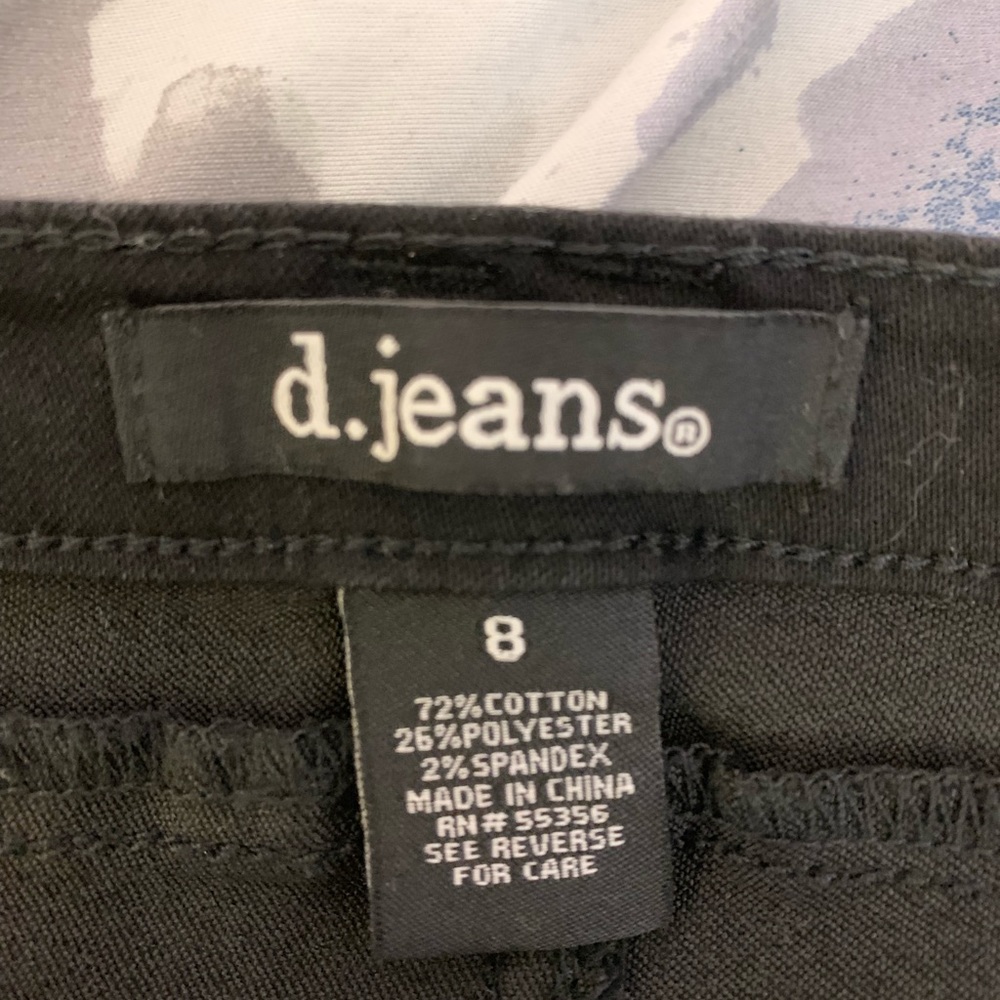 d.jeans®
8
72%COTTON
26%POLYESTER
2%SPANDEX
MADE IN CHINA
RN#55356
SEE REVERSE
FOR CARE